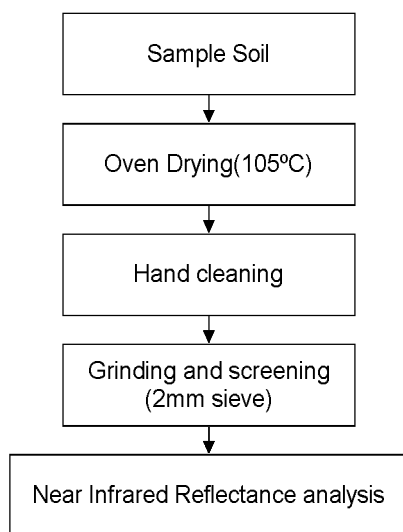 Sample Soil
Oven Drying(105ºC)
Hand cleaning
Grinding and screening
(2mm sieve)
Near Infrared Reflectance analysis